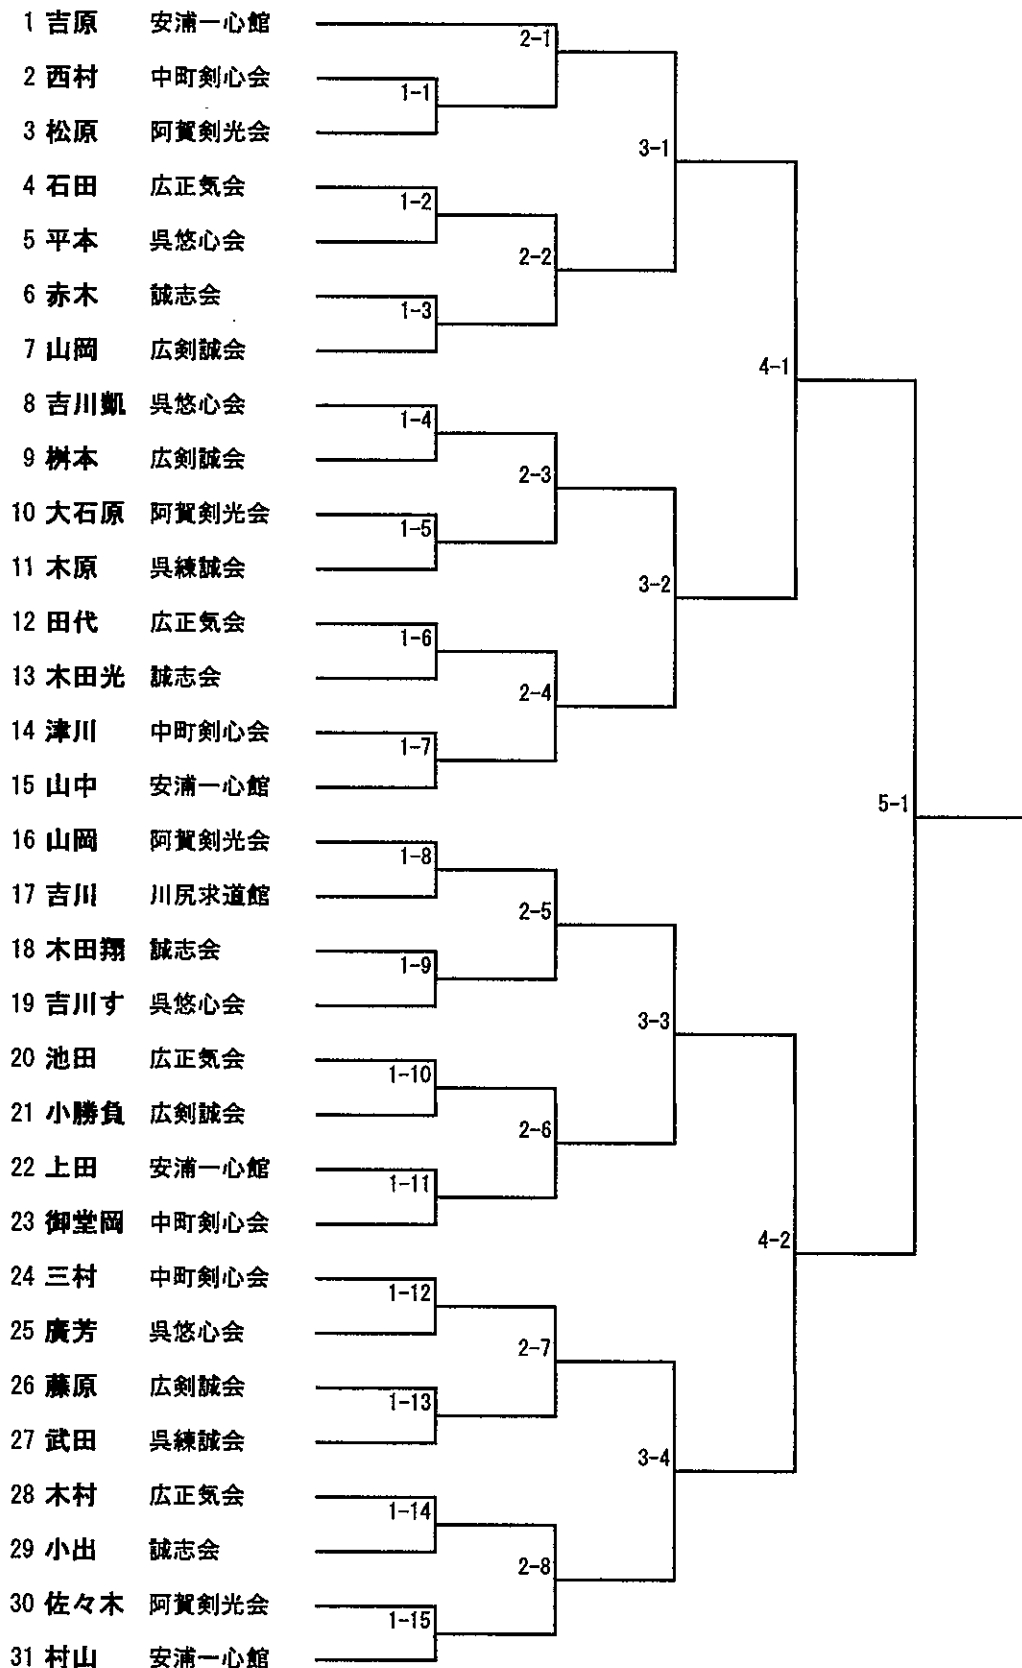 1 吉原 安浦一心館
2-1
2 西村 中町剣心会
1-1
3 松原 阿賀剣光会
3-1
4 石田 広正気会
1-2
5 平本 呉悠心会
2-2
6 赤木 誠志会
1-3
7 山岡 広剣誠会
4-1
8 吉川凱 呉悠心会
1-4
9 桝本 広剣誠会
2-3
10 大石原 阿賀剣光会
1-5
11 木原 呉練誠会
3-2
12 田代 広正気会
1-6
13 木田光 誠志会
2-4
14 津川 中町剣心会
1-7
15 山中 安浦一心館
5-1
16 山岡 阿賀剣光会
1-8
17 吉川 川尻求道館
2-5
18 木田翔 誠志会
1-9
19 吉川す 呉悠心会
3-3
20 池田 広正気会
1-10
21 小勝負 広剣誠会
2-6
22 上田 安浦一心館
1-11
23 御堂岡 中町剣心会
4-2
24 三村 中町剣心会
1-12
25 廣芳 呉悠心会
2-7
26 藤原 広剣誠会
1-13
27 武田 呉練誠会
3-4
28 木村 広正気会
1-14
29 小出 誠志会
2-8
30 佐々木 阿賀剣光会
1-15
31 村山 安浦一心館